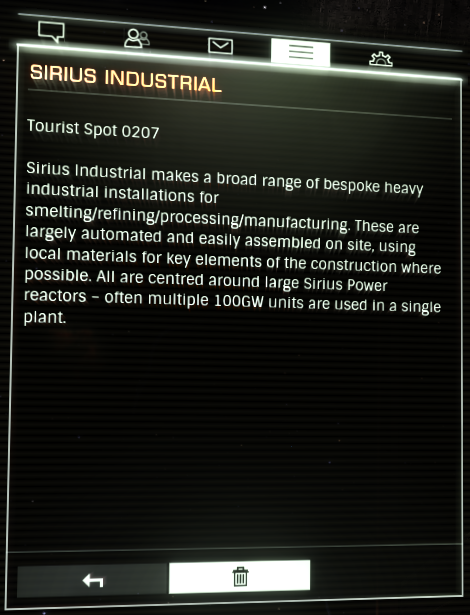 SIRIUS INDUSTRIAL
Tourist Spot 0207
Sirius Industrial makes a broad range of bespoke heavy
industrial installations for
smelting/refining/processing/manufacturing. These are
largely automated and easily assembled on site, using
local materials for key elements of the construction where
possible. All are centred around large Sirius Power
reactors – often multiple 100GW units are used in a single
plant.